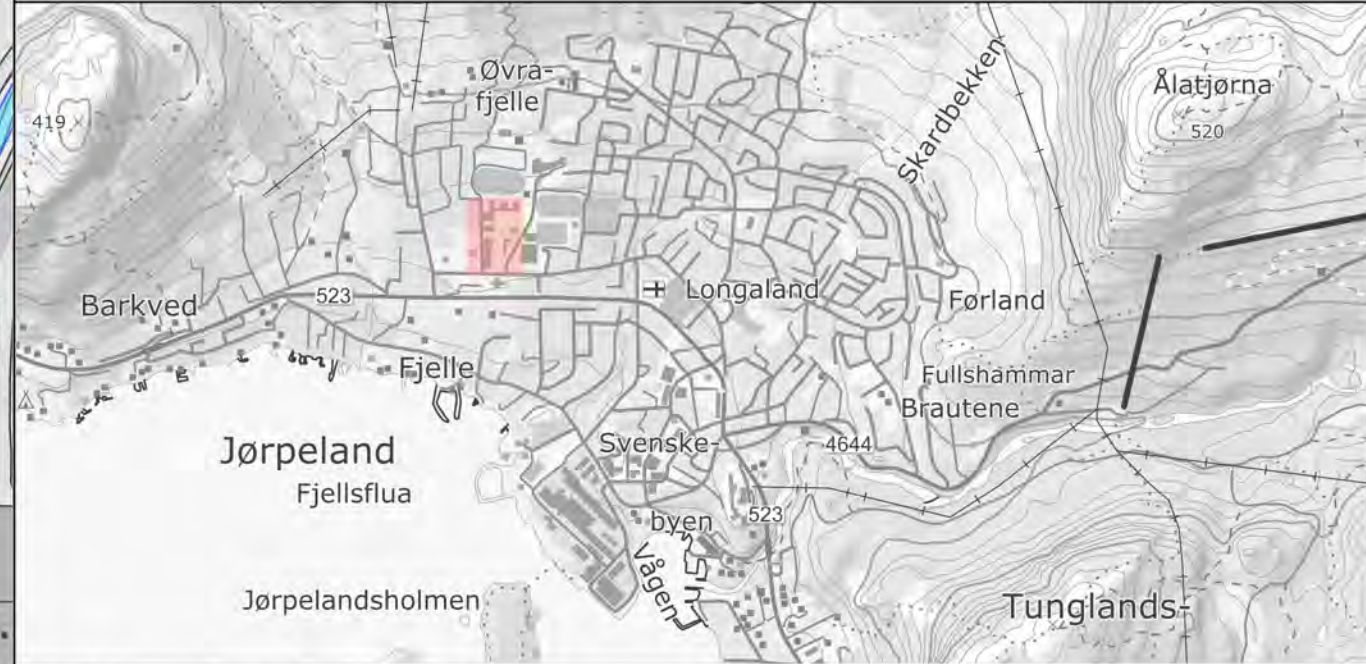 Øvra-
fjelle
Skardbekken
Ålatjørna
520
419
Barkved
523
Longaland
Førland
Fjelle
Fullshammar
Brautene
Jørpeland
Svenske-
4644
Fjellsflua
byen
523
Vågen
Jørpelandsholmen
Tunglands-